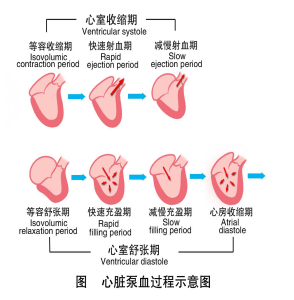 心室收缩期
Ventricular systole
等容收缩期 快速射血期 减慢射血期
Isovolumic Rapid Slow
contraction period ejection period ejection period
等容舒张期 快速充盈期 减慢充盈期 心房收缩期
Isovolumic Rapid Slow Atrial
relaxation period filling period filling period diastole
心室舒张期
Ventricular diastole
图 心脏泵血过程示意图